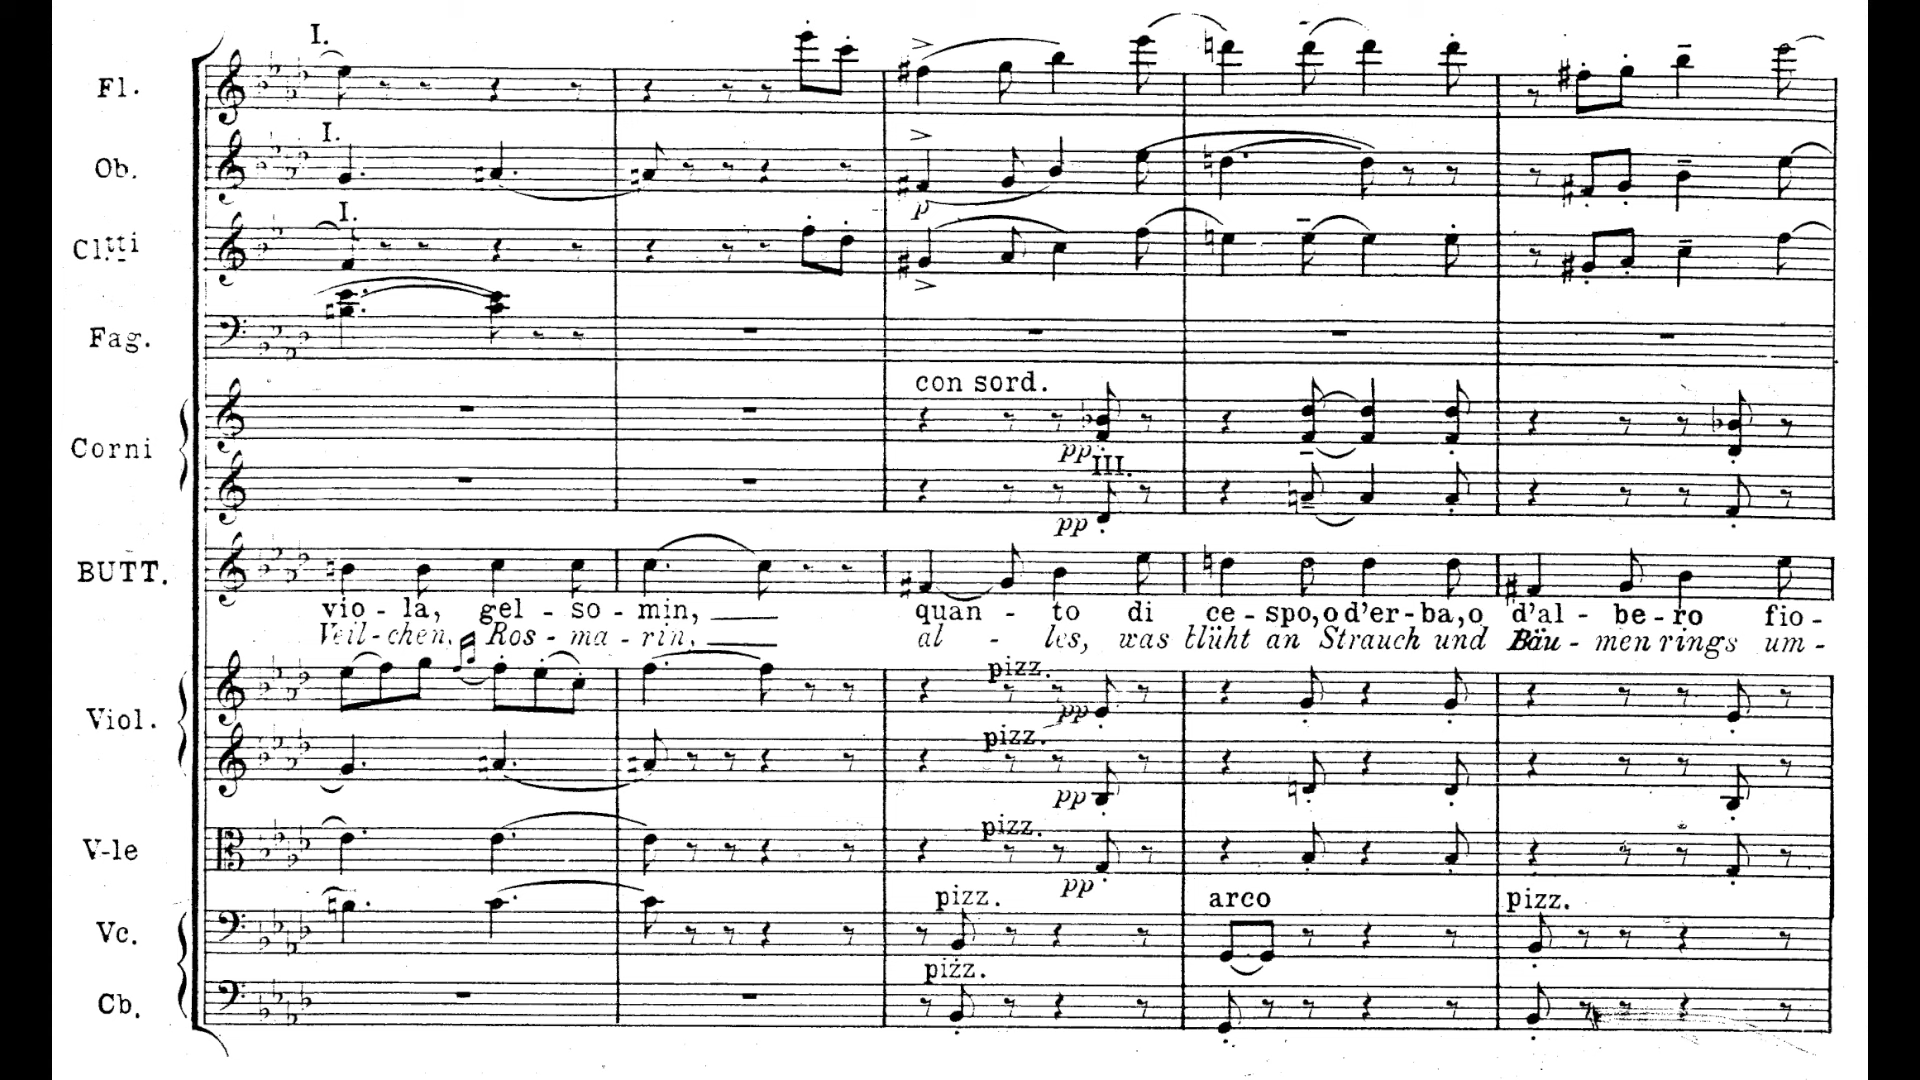 I.
Fl.
I.
Ob.
I.
Cl.tti
p
Fag.
con sord.
Corni
pp
III.
pp
BUTT.
vio - la, gel - so - min, quan - to di ce - spo, o d'er - ba, o d'al - be - ro fio -
Veil - chen, Ros - ma - rin, al - les, was blüht an Strauch und Bäu - men rings um -
pizz.
Viol.
pp
pizz.
pp
pizz.
V-le
pp
pizz. arco pizz.
Vc.
pizz.
Cb.